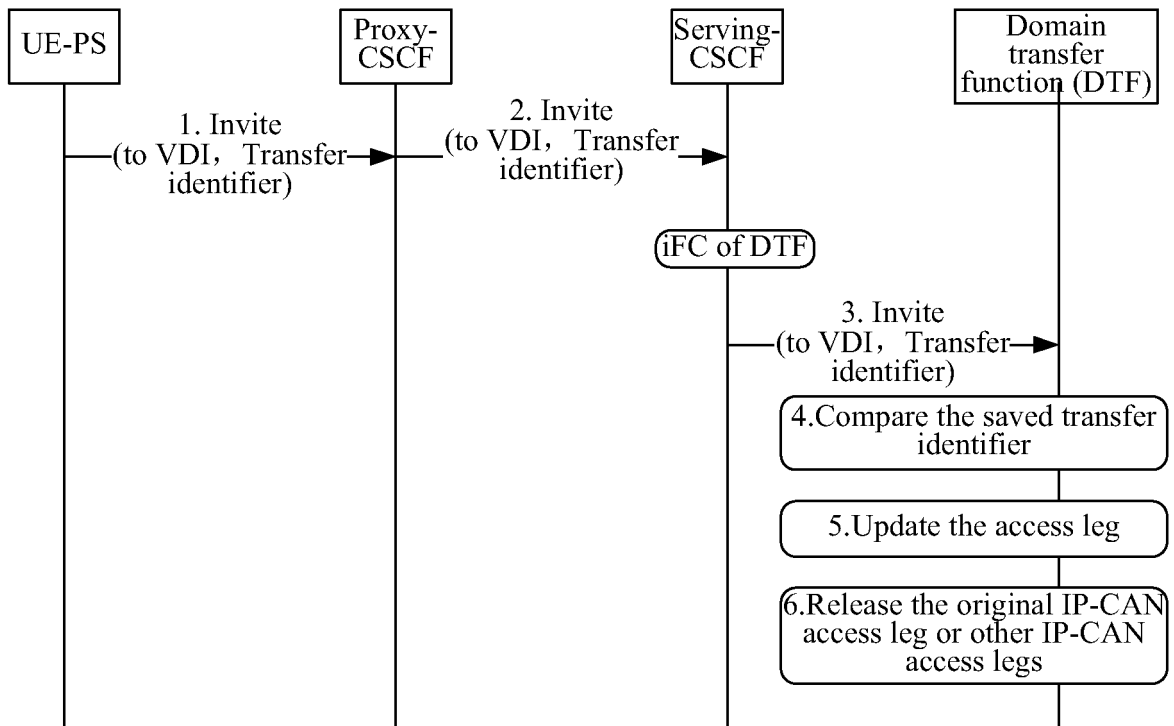 UE-PS
Proxy-
CSCF
Serving-
CSCF
Domain
transfer
function (DTF)
1. Invite
(to VDI，Transfer
identifier)
2. Invite
(to VDI，Transfer
identifier)
iFC of DTF
3. Invite
(to VDI，Transfer
identifier)
4.Compare the saved transfer
identifier
5.Update the access leg
6.Release the original IP-CAN
access leg or other IP-CAN
access legs